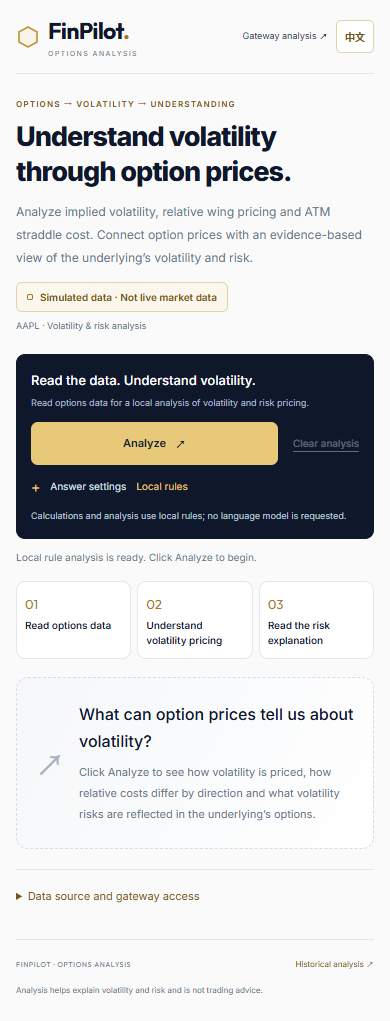 FinPilot.
OPTIONS ANALYSIS
Gateway analysis ↗
中文
OPTIONS → VOLATILITY → UNDERSTANDING
Understand volatility
through option prices.
Analyze implied volatility, relative wing pricing and ATM
straddle cost. Connect option prices with an evidence-based
view of the underlying’s volatility and risk.
Simulated data · Not live market data
AAPL · Volatility & risk analysis
Read the data. Understand volatility.
Read options data for a local analysis of volatility and risk pricing.
Analyze ↗
Clear analysis
+ Answer settings Local rules
Calculations and analysis use local rules; no language model is requested.
Local rule analysis is ready. Click Analyze to begin.
01
Read options data
02
Understand
volatility pricing
03
Read the risk
explanation
↗
What can option prices tell us about
volatility?
Click Analyze to see how volatility is priced, how
relative costs differ by direction and what volatility
risks are reflected in the underlying’s options.
▶ Data source and gateway access
FINPILOT · OPTIONS ANALYSIS
Historical analysis ↗
Analysis helps explain volatility and risk and is not trading advice.